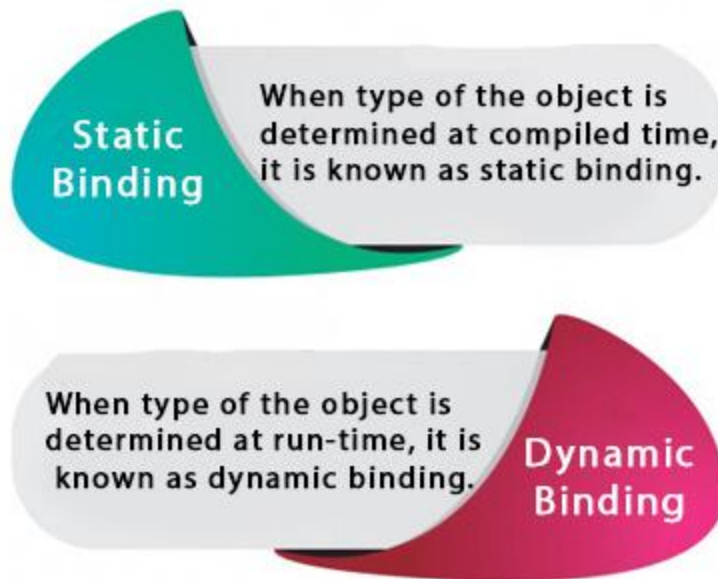 Static
Binding
When type of the object is
determined at compiled time,
it is known as static binding.
When type of the object is
determined at run-time, it is
known as dynamic binding.
Dynamic
Binding